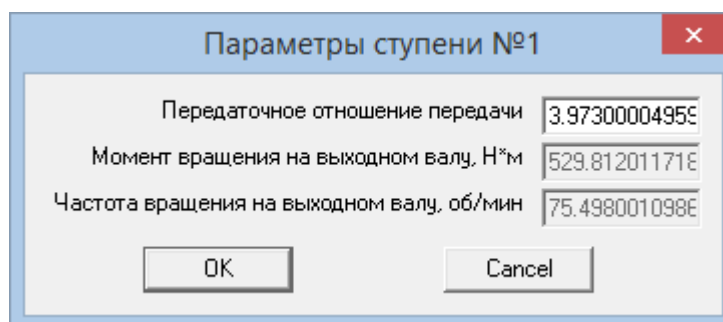 Параметры ступени №1
Передаточное отношение передачи 3.97300004959
Момент вращения на выходном валу, Н*м 529.812011718
Частота вращения на выходном валу, об/мин 75.4980010986
OK Cancel